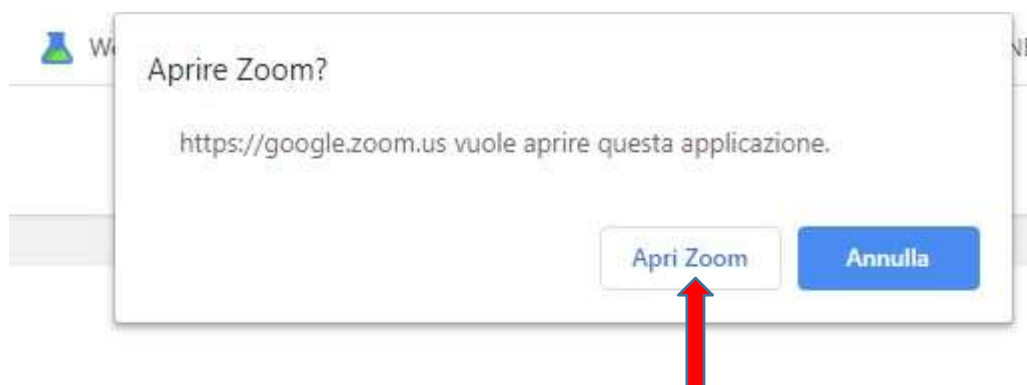 Aprire Zoom?
https://google.zoom.us vuole aprire questa applicazione.
Apri Zoom
Annulla